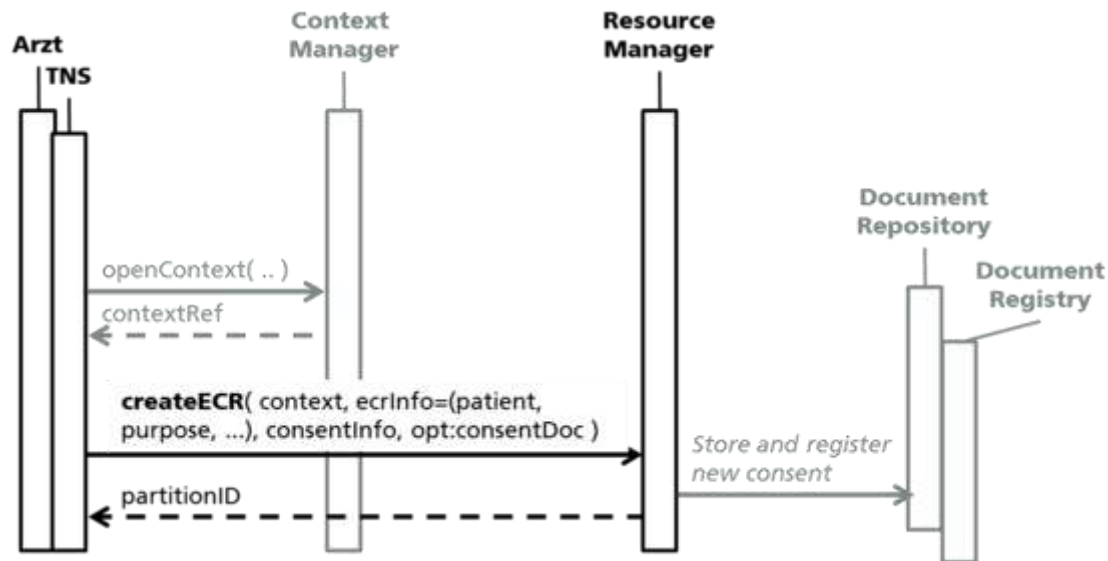 Arzt
TNS
Context
Manager
Resource
Manager
Document
Repository
Document
Registry
openContext( .. )
contextRef
createECR( context, ecrInfo=(patient,
purpose, ...), consentInfo, opt:consentDoc )
Store and register
new consent
partitionID